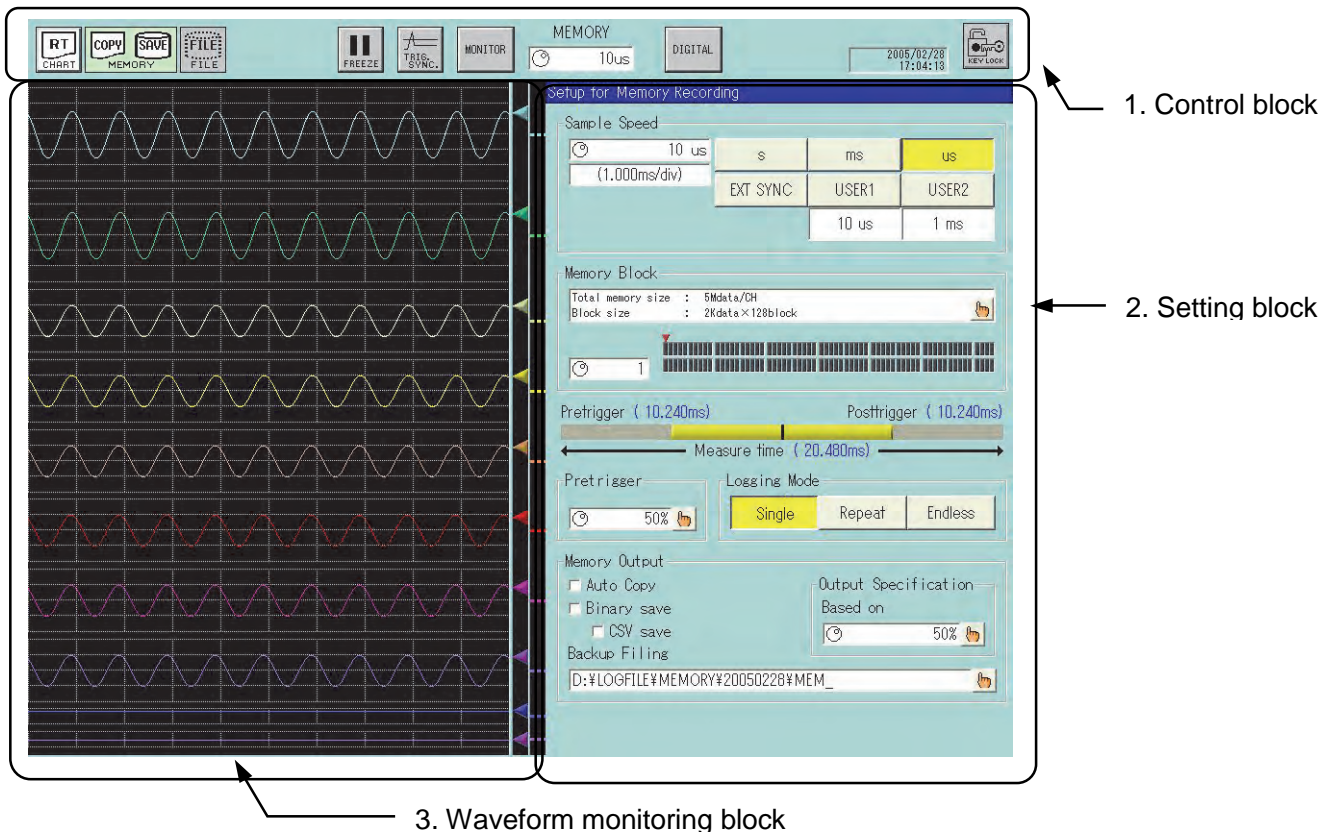 RT
CHART
COPY SAVE
MEMORY
FILE
FILE
FREEZE
TRIG.
SYNC.
MONITOR
MEMORY
10us
DIGITAL
2005/02/28
17:04:13
KEY LOCK
1. Control block
Setup for Memory Recording
Sample Speed
10 us
(1.000ms/div)
s ms us
EXT SYNC USER1 USER2
10 us 1 ms
Memory Block
Total memory size : 5Mdata/CH
Block size : 2Kdata×128block
1
2. Setting block
Pretrigger ( 10.240ms) Posttrigger ( 10.240ms)
Measure time ( 20.480ms)
Pretrigger
50%
Logging Mode
Single Repeat Endless
Memory Output
Auto Copy
Binary save
CSV save
Output Specification
Based on
50%
Backup Filing
D:¥LOGFILE¥MEMORY¥20050228¥MEM_
3. Waveform monitoring block